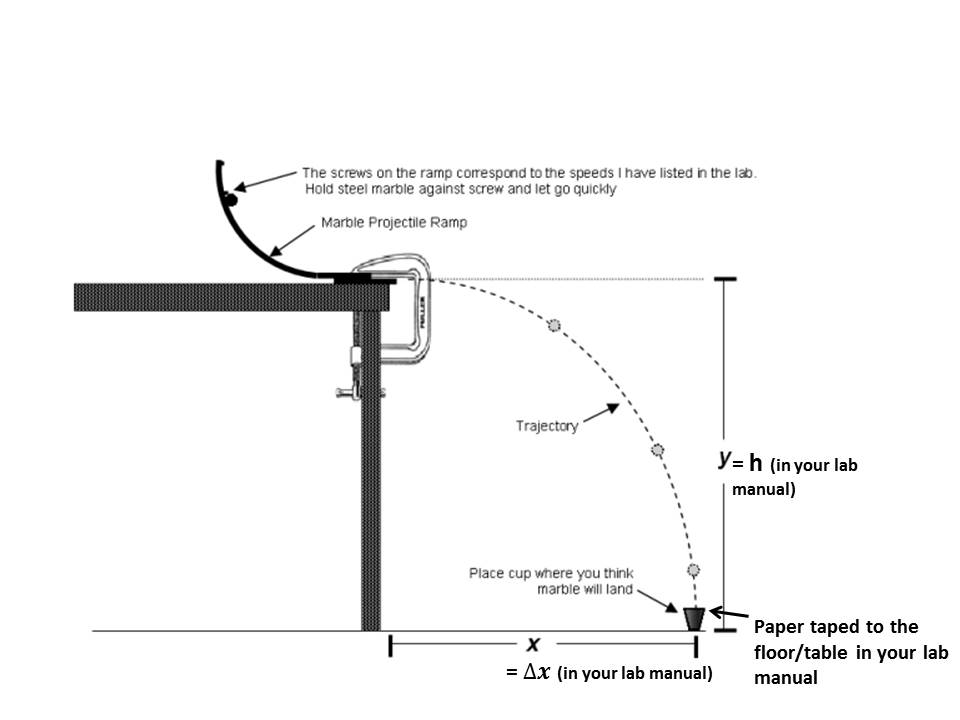 The screws on the ramp correspond to the speeds I have listed in the lab.
Hold steel marble against screw and let go quickly
Marble Projectile Ramp
Trajectory
y = h (in your lab
manual)
Place cup where you think
marble will land
Paper taped to the
floor/table in your lab
manual
x
= Δx (in your lab manual)